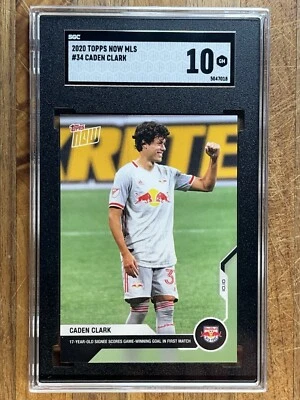 SGC
2020 TOPPS NOW MLS
#34 CADEN CLARK
10 GM
5647018
Topps
NOW
CADEN CLARK
17-YEAR-OLD SIGNEE SCORES GAME-WINNING GOAL IN FIRST MATCH